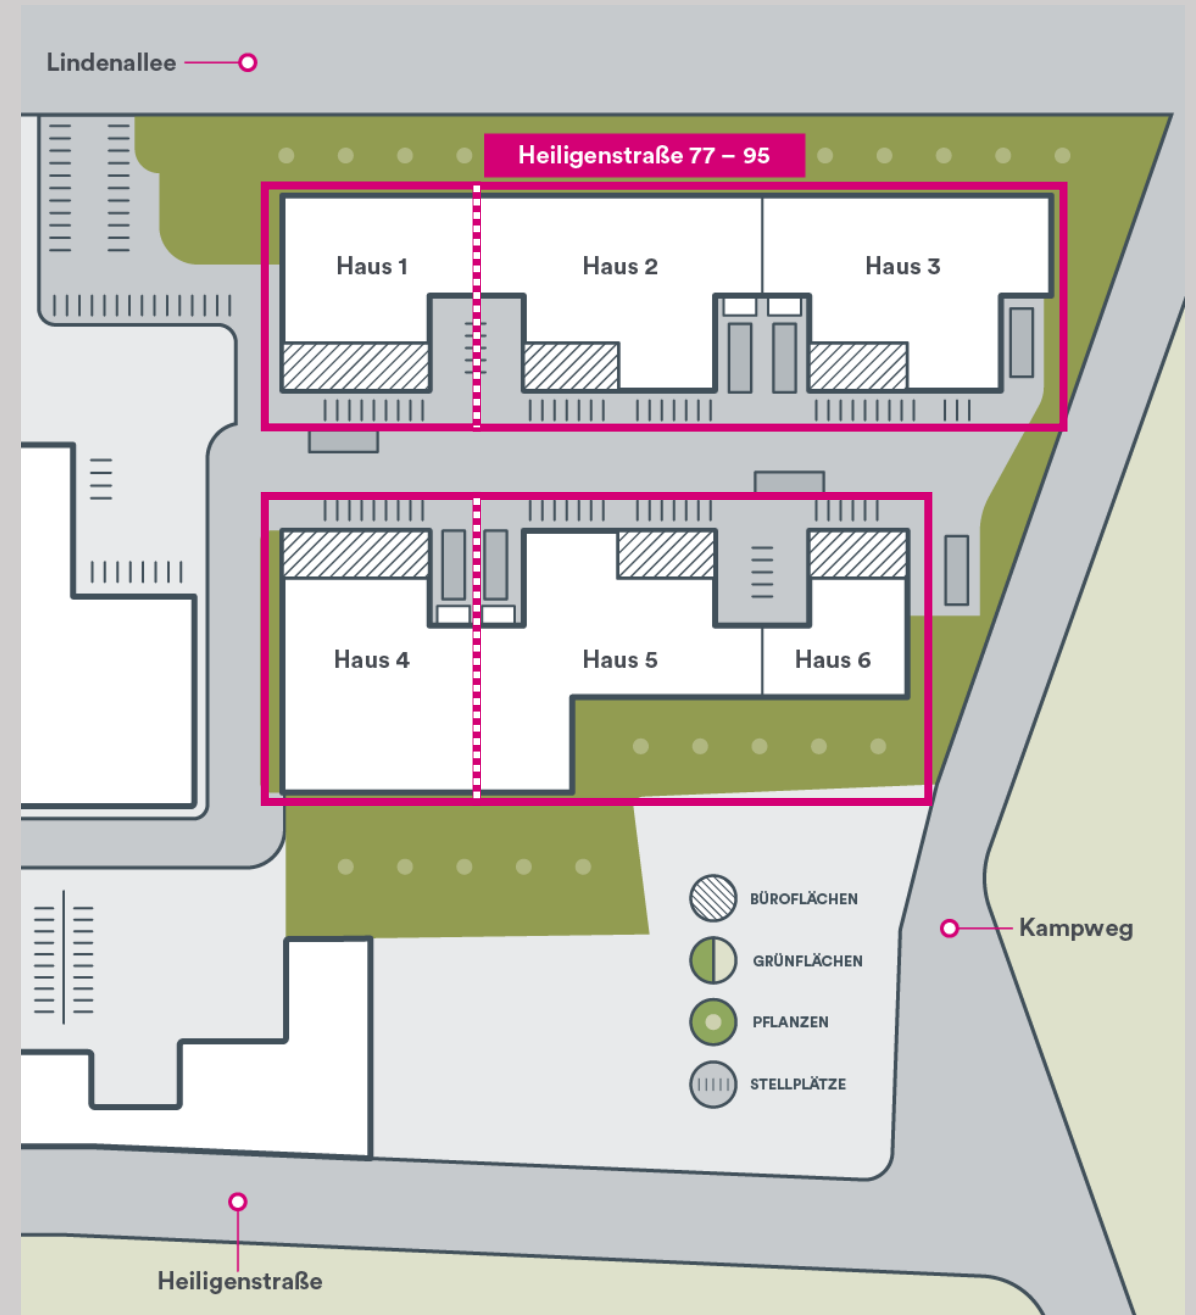 Lindenallee
Heiligenstraße 77 – 95
Haus 1
Haus 2
Haus 3
Haus 4
Haus 5
Haus 6
BÜROFLÄCHEN
GRÜNFLÄCHEN
PFLANZEN
STELLPLÄTZE
Kampweg
Heiligenstraße